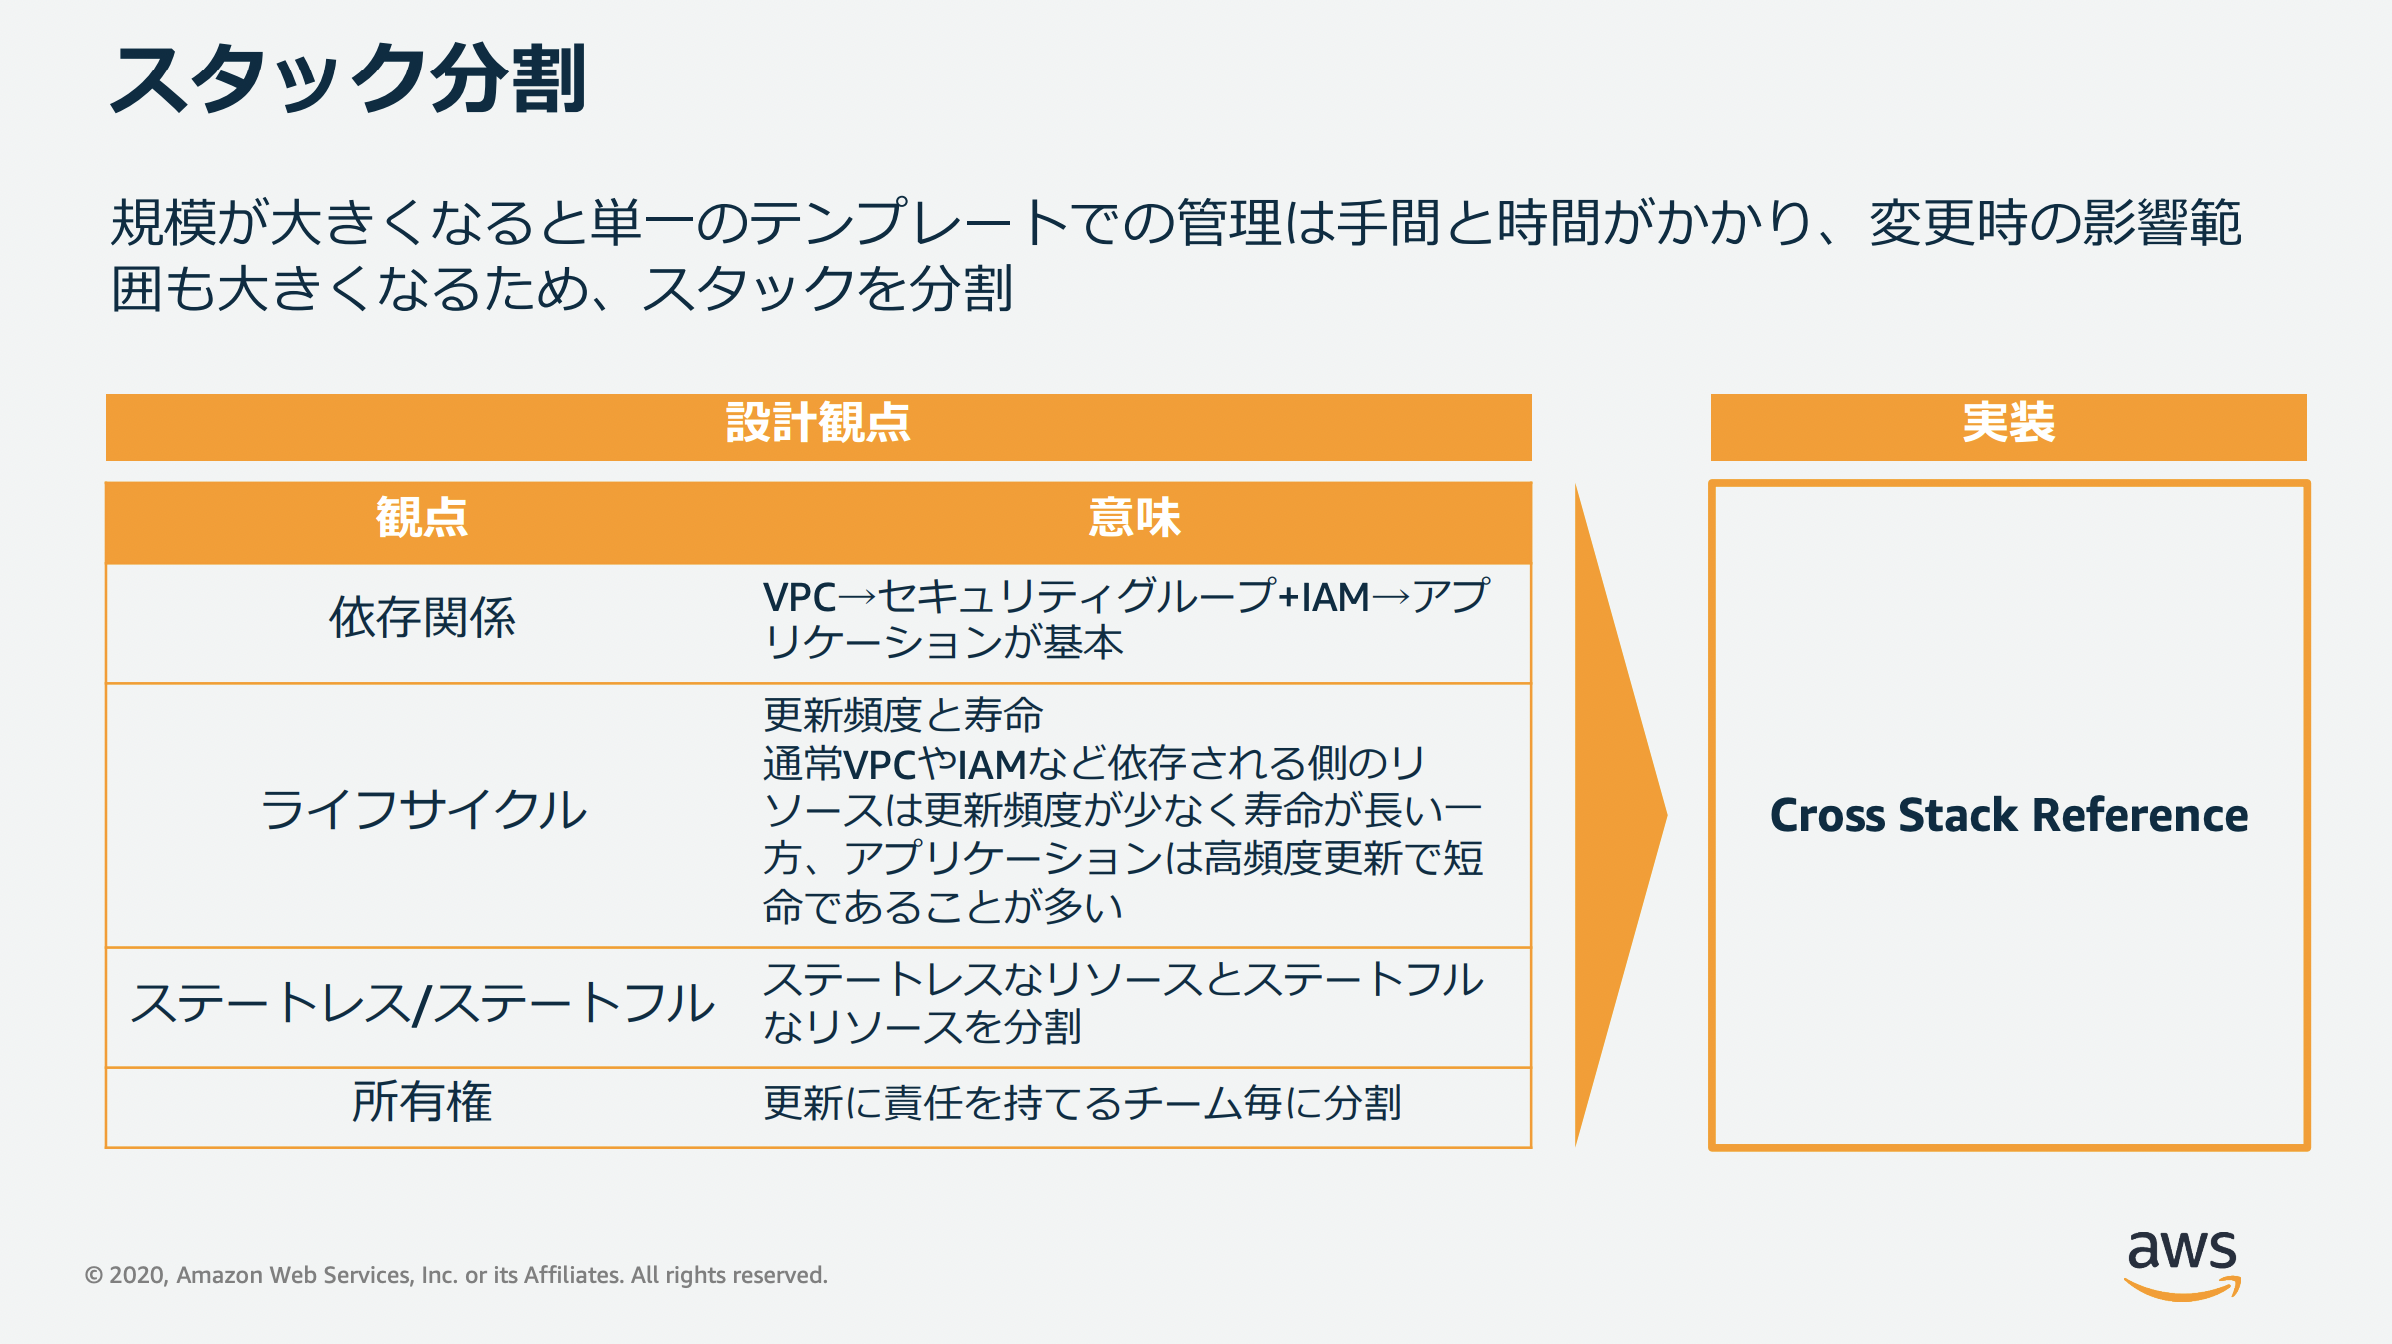 スタック分割
規模が大きくなると単一のテンプレートでの管理は手間と時間がかかり、変更時の影響範
囲も大きくなるため、スタックを分割
設計観点
観点
意味
依存関係
VPC→セキュリティグループ+IAM→アプ
リケーションが基本
ライフサイクル
更新頻度と寿命
通常VPCやIAMなど依存される側のリ
ソースは更新頻度が少なく寿命が長い一
方、アプリケーションは高頻度更新で短
命であることが多い
ステートレス/ステートフル
ステートレスなリソースとステートフル
なリソースを分割
所有権
更新に責任を持てるチーム毎に分割
実装
Cross Stack Reference
© 2020, Amazon Web Services, Inc. or its Affiliates. All rights reserved.
aws